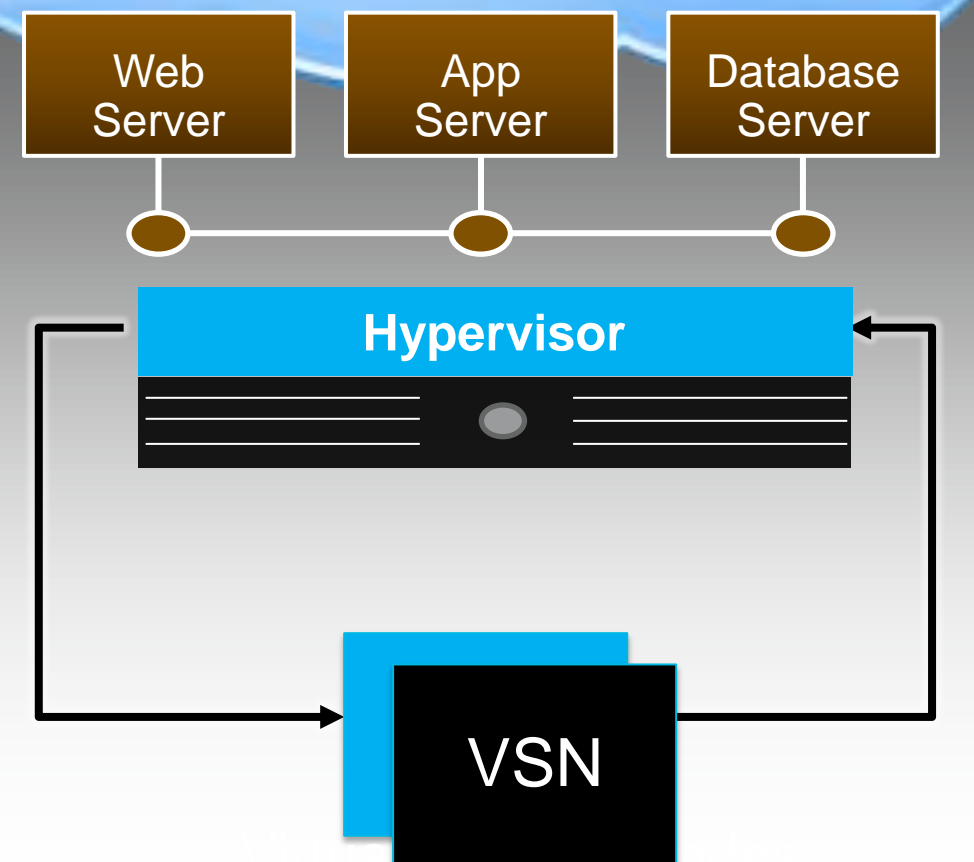 Web
Server
App
Server
Database
Server
Hypervisor
VSN